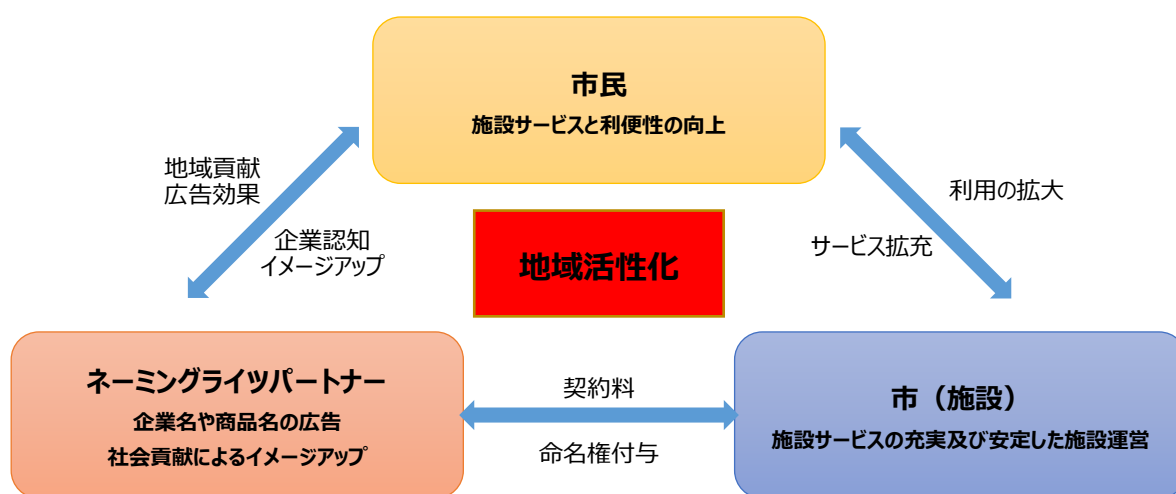 市民
施設サービスと利便性の向上
地域貢献
広告効果
利用の拡大
企業認知
イメージアップ
サービス拡充
地域活性化
ネーミングライツパートナー
企業名や商品名の広告
社会貢献によるイメージアップ
契約料
命名権付与
市（施設）
施設サービスの充実及び安定した施設運営